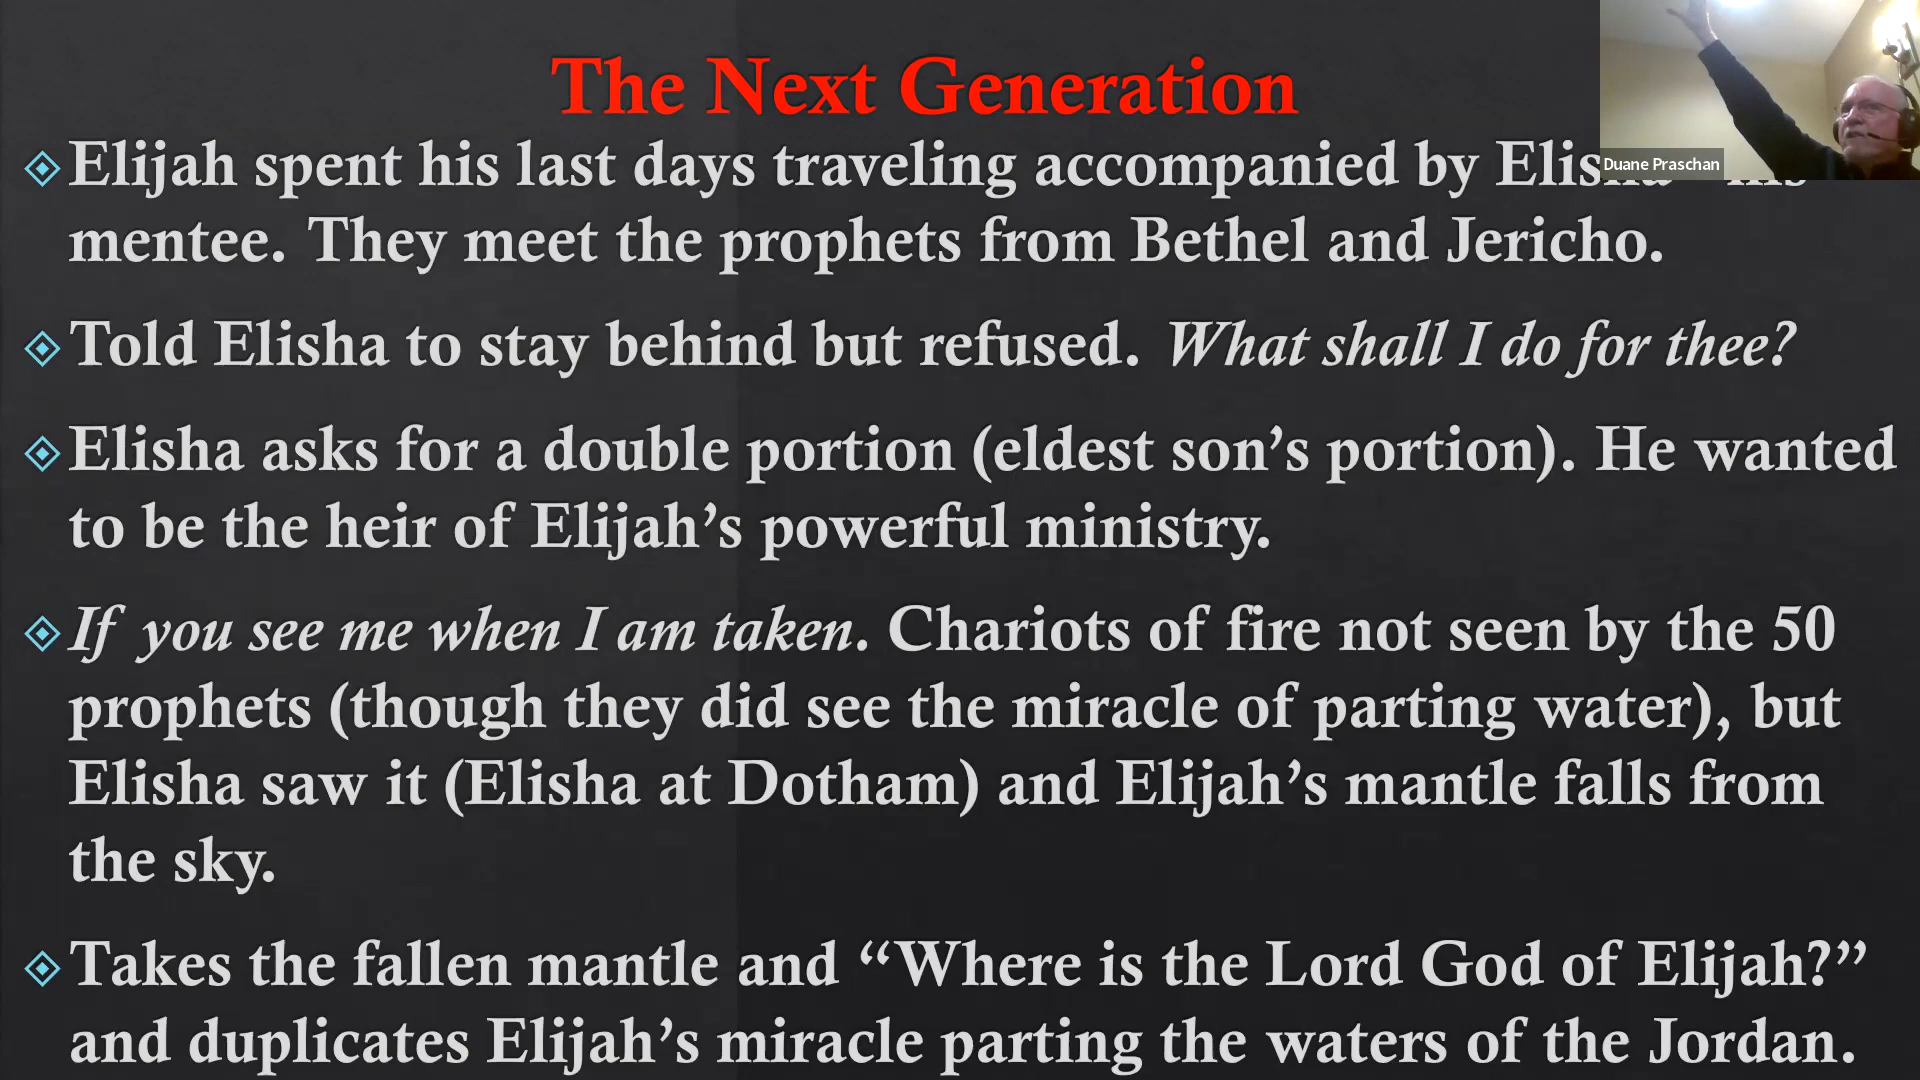 The Next Generation
Elijah spent his last days traveling accompanied by
mentee. They meet the prophets from Bethel and Jericho.
Told Elisha to stay behind but refused. What shall I do for thee?
Elisha asks for a double portion (eldest son’s portion). He wanted
to be the heir of Elijah’s powerful ministry.
If you see me when I am taken. Chariots of fire not seen by the 50
prophets (though they did see the miracle of parting water), but
Elisha saw it (Elisha at Dotham) and Elijah’s mantle falls from
the sky.
Takes the fallen mantle and “Where is the Lord God of Elijah?”
and duplicates Elijah’s miracle parting the waters of the Jordan.
Duane Praschan